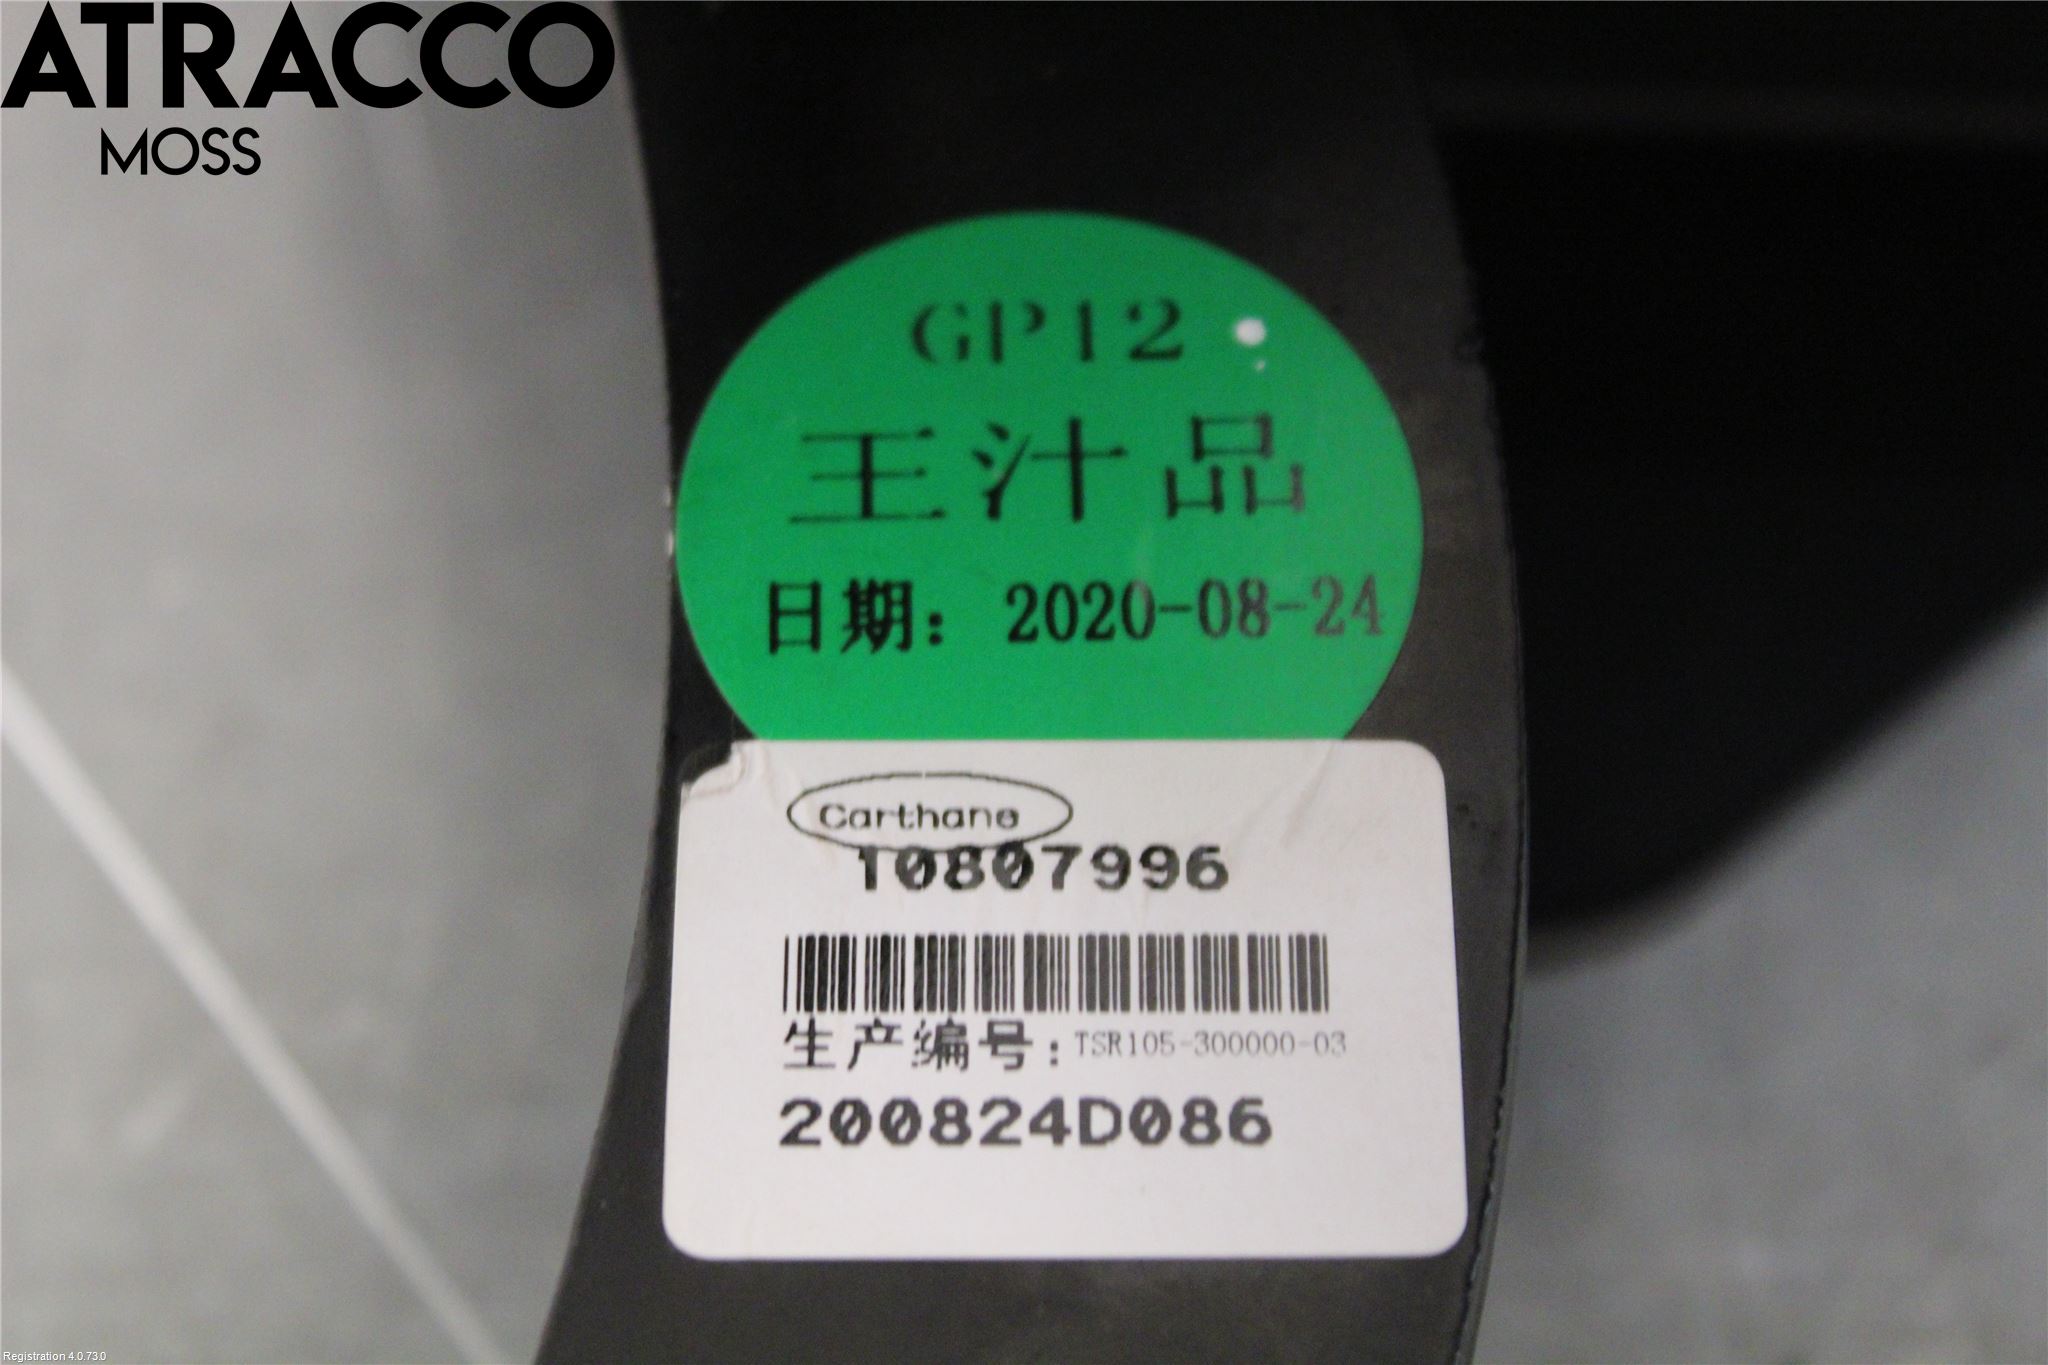 ATRACCO
MOSS
GP12
王汁品
日期：2020-08-24
Carthane
10807996
生产编号：TSR105-300000-03
200824D086
Registration 4.0.73.0